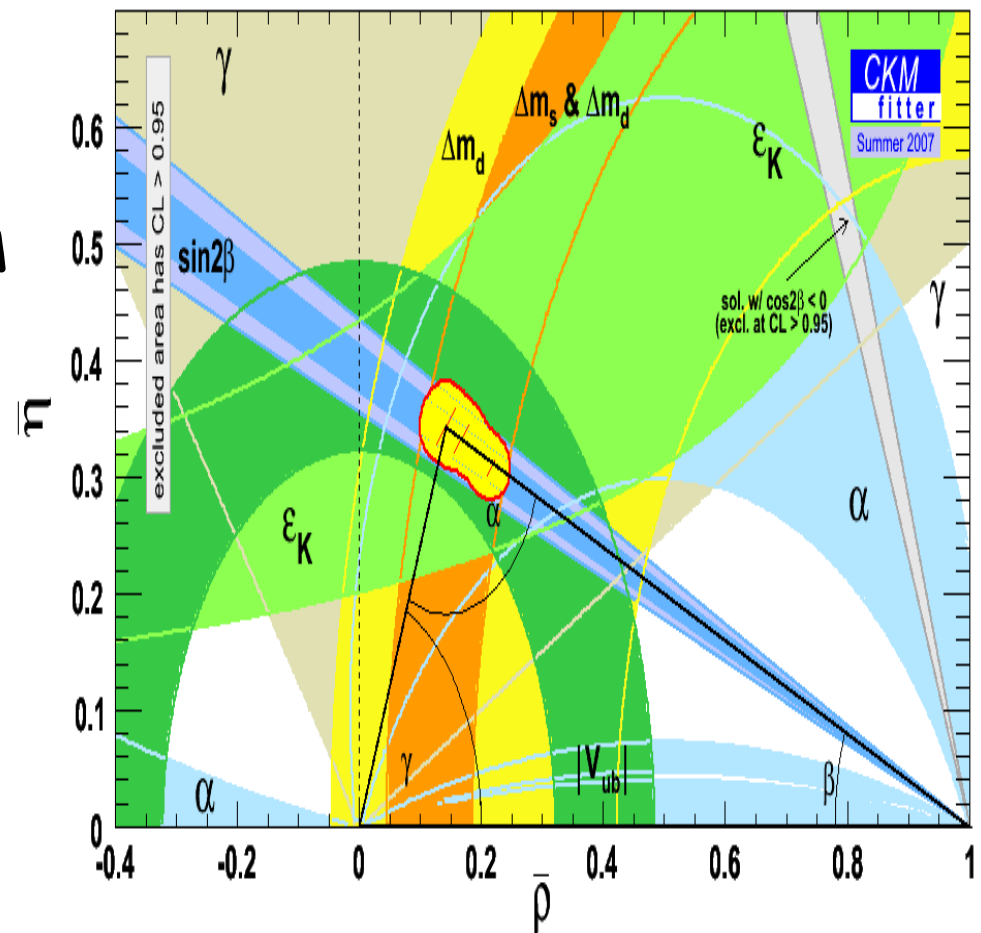 γ
CKM
fitter
Summer 2007
Δm_s & Δm_d
Δm_d
ε_K
excluded area has CL > 0.95
sin2β
sol. w/ cos2β < 0
(excl. at CL > 0.95)
γ
α
α
ε_K
γ
|V_ub|
β
α
0.6
0.5
0.4
0.3
0.2
0.1
0
η̄
-0.4 -0.2 0 0.2 0.4 0.6 0.8 1
ρ̄